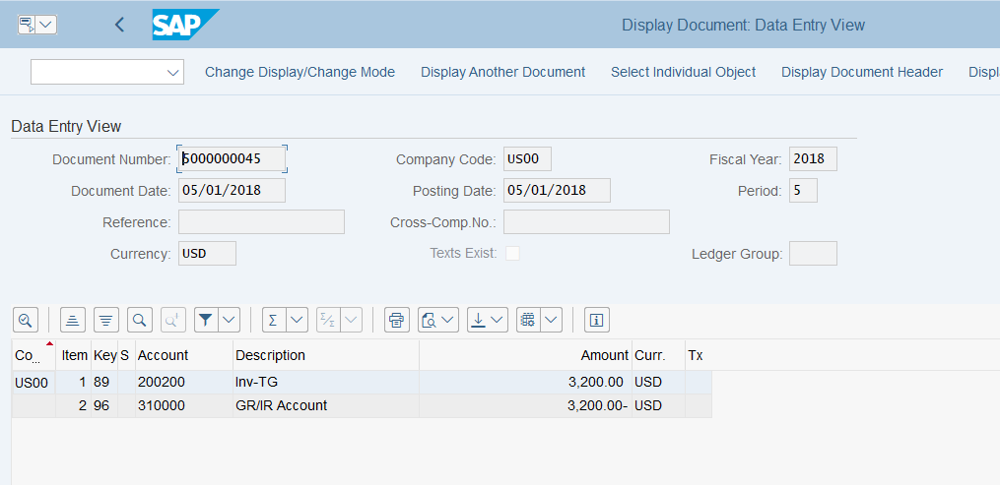 SAP Display Document: Data Entry View
Change Display/Change Mode Display Another Document Select Individual Object Display Document Header Displ
Data Entry View
Document Number: 5000000045 Company Code: US00 Fiscal Year: 2018
Document Date: 05/01/2018 Posting Date: 05/01/2018 Period: 5
Reference: Cross-Comp.No.:
Currency: USD Texts Exist: Ledger Group:
Co... Item Key S Account Description Amount Curr. Tx
US00 1 89 200200 Inv-TG 3,200.00 USD
2 96 310000 GR/IR Account 3,200.00- USD